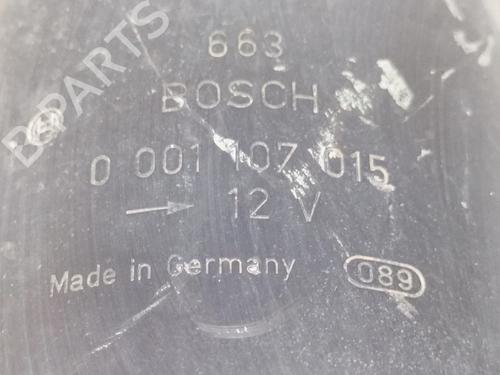 663
BOSCH
0 001 107 015
→ 12 V
Made in Germany 089
B-PARTS